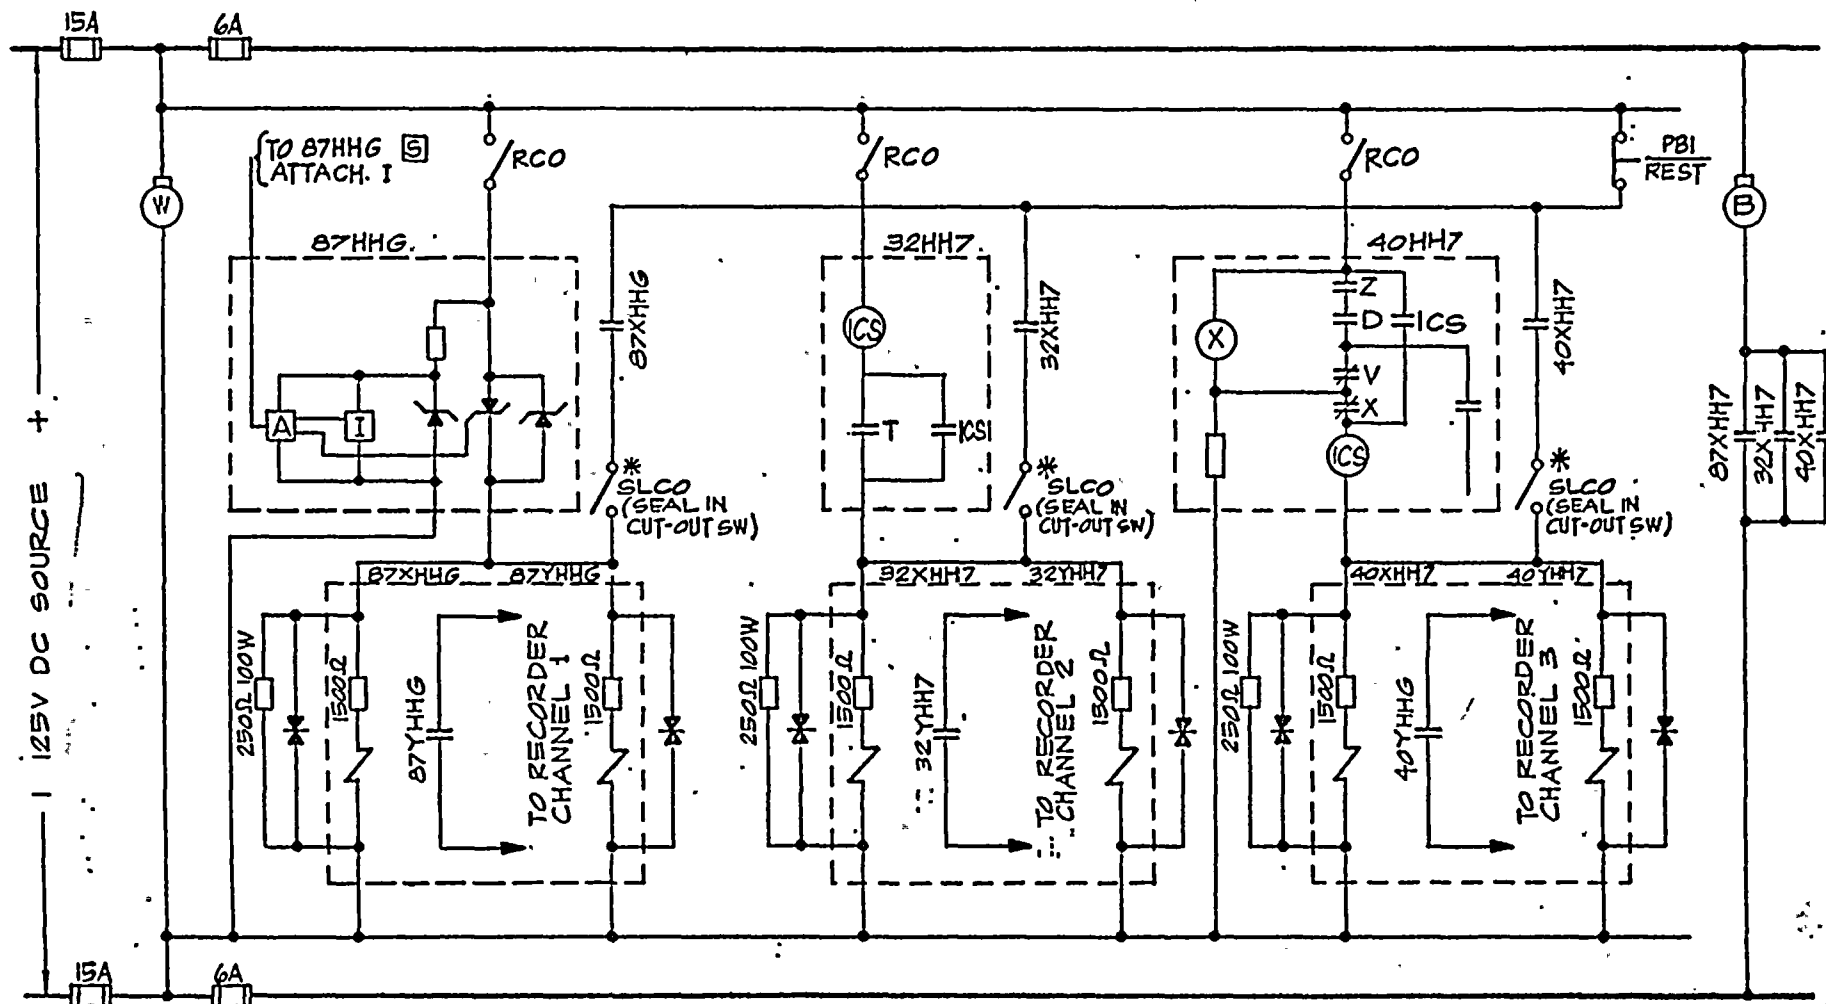 15A
6A
TO 87HHG S
ATTACH. I
RCO
RCO
RCO
PB1
REST
W
B
87HHG.
32HH7.
40HH7
87XHHG
32XHH7
40XHH7
ICS
Z
D
ICS
X
V
X
A
I
T
ICS
ICS
*
SLCO
(SEAL IN
CUT-OUT SW)
*
SLCO
(SEAL IN
CUT-OUT SW)
*
SLCO
(SEAL IN
CUT-OUT SW)
87XHH7
32XHH7
40XHH7
87XHHG
87YHHG
32XHH7
32YHH7
40XHH7
40YHH7
250Ω 100W
1500Ω
87YHHG
TO RECORDER
CHANNEL 1
1500Ω
250Ω 100W
1500Ω
32YHH7
TO RECORDER
CHANNEL 2
1500Ω
250Ω 100W
1500Ω
40YHHG
TO RECORDER
CHANNEL 3
1500Ω
- 125V DC SOURCE +
15A
6A